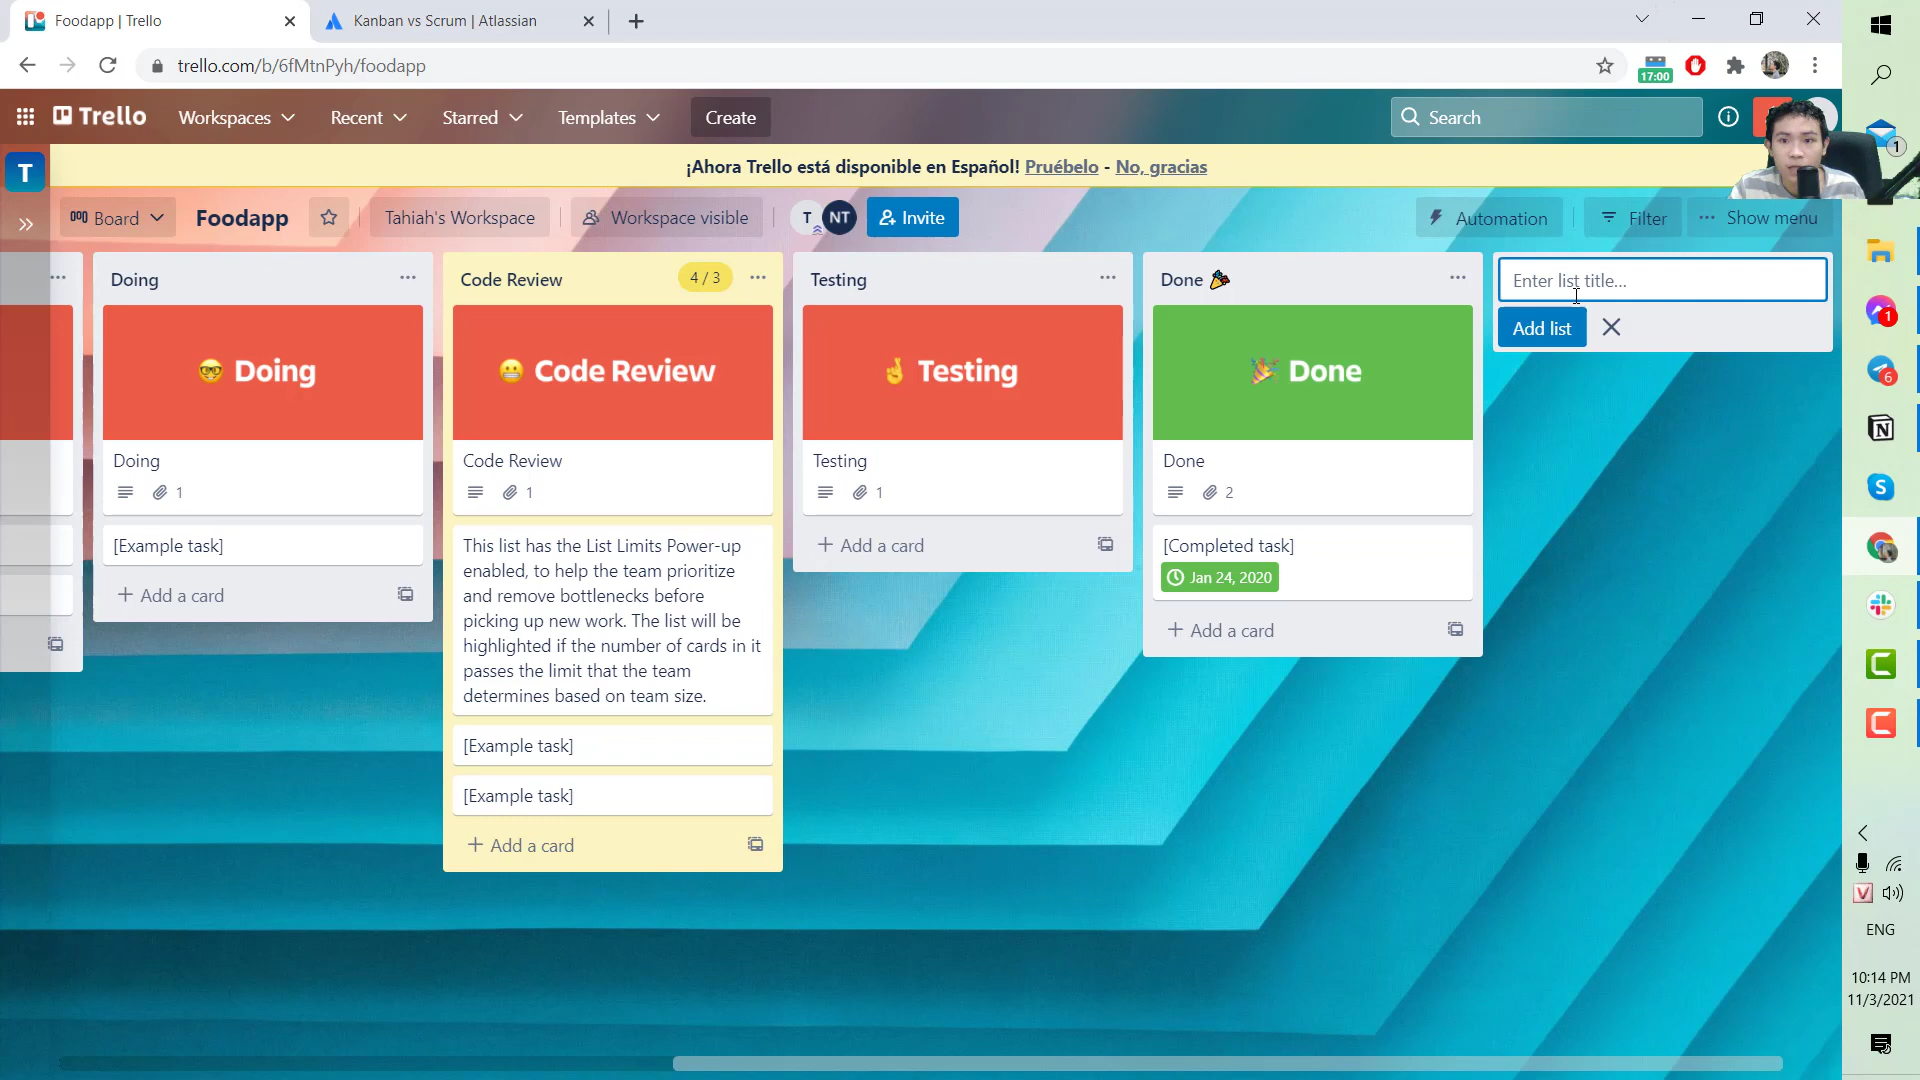 Foodapp | Trello
Kanban vs Scrum | Atlassian
trello.com/b/6fMtnPyh/foodapp
17:00
Trello
Workspaces
Recent
Starred
Templates
Create
Search
1
T
¡Ahora Trello está disponible en Español! Pruébelo - No, gracias
Board
Foodapp
Tahiah's Workspace
Workspace visible
T
NT
Invite
Automation
Filter
Show menu
Doing
Doing
Doing
1
[Example task]
Add a card
Code Review
4 / 3
Code Review
Code Review
1
This list has the List Limits Power-up
enabled, to help the team prioritize
and remove bottlenecks before
picking up new work. The list will be
highlighted if the number of cards in it
passes the limit that the team
determines based on team size.
[Example task]
[Example task]
Add a card
Testing
Testing
Testing
1
Add a card
Done
Done
Done
2
[Completed task]
Jan 24, 2020
Add a card
Enter list title...
Add list
1
6
N
S
C
C
V
ENG
10:14 PM
11/3/2021